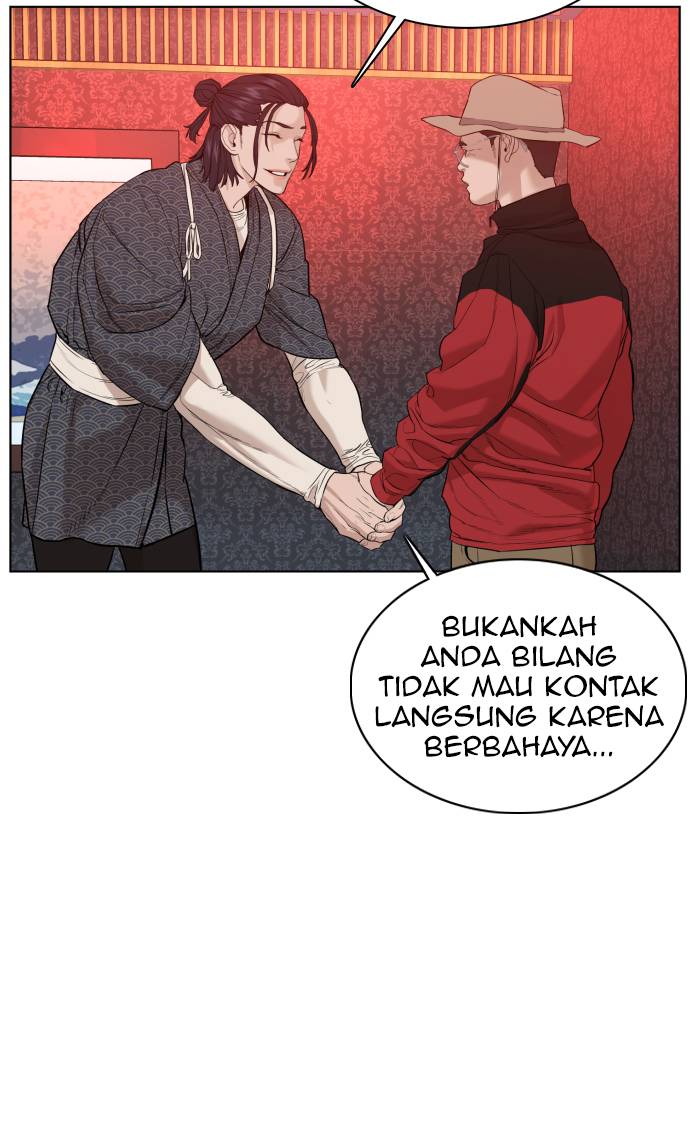 BUKANKAH
ANDA BILANG
TIDAK MAU KONTAK
LANGSUNG KARENA
BERBAHAYA...